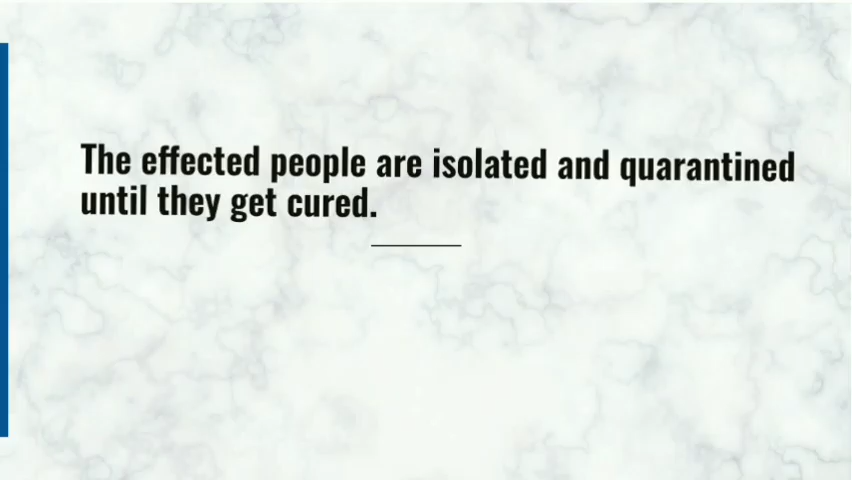 The effected people are isolated and quarantined
until they get cured.